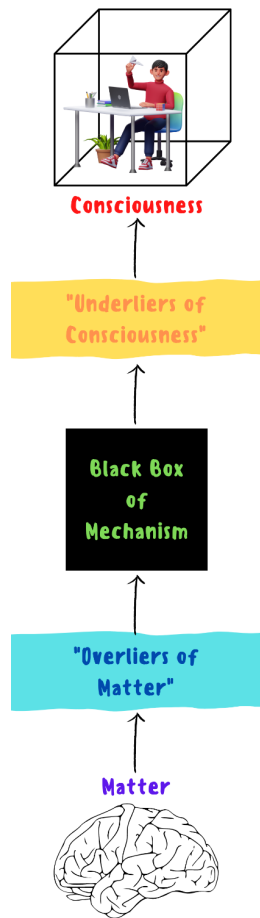 Consciousness
"Underliers of
Consciousness"
Black Box
of
Mechanism
"Overliers of
Matter"
Matter